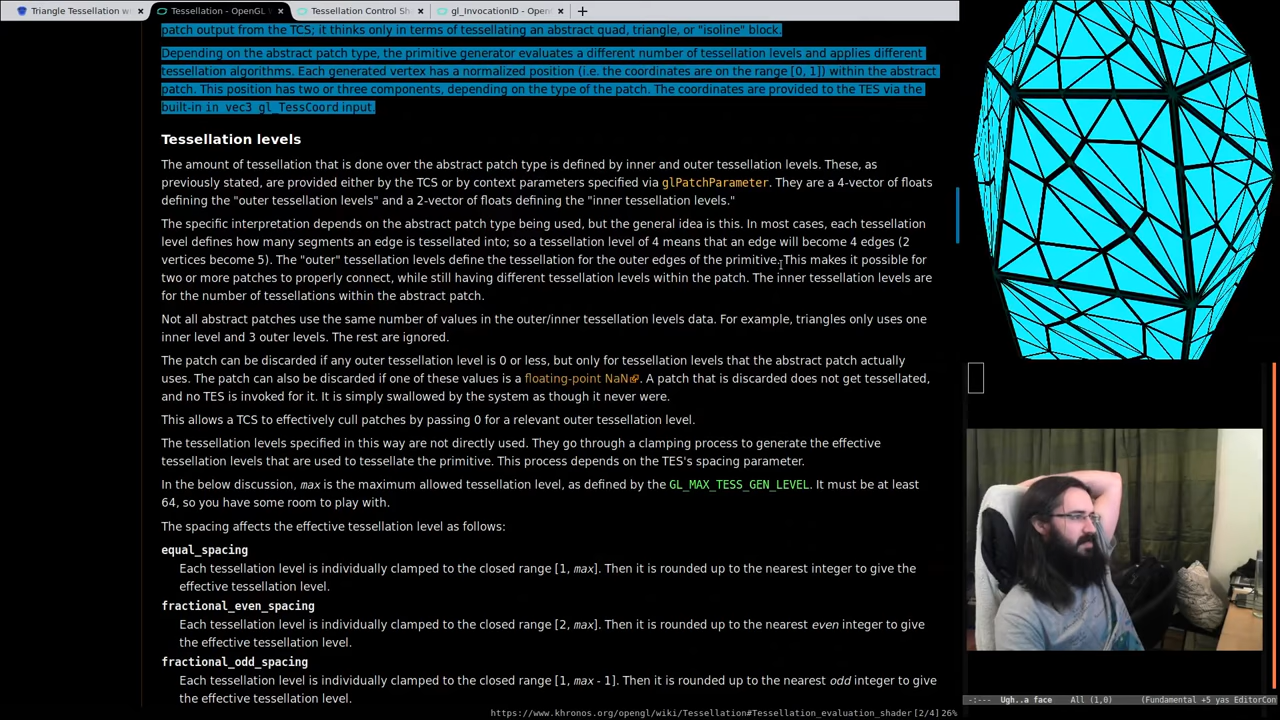 Triangle Tessellation w
Tessellation - OpenGL
Tessellation Control Sh
gl_InvocationID - Open
patch output from the TCS; it thinks only in terms of tessellating an abstract quad, triangle, or "isoline" block.
Depending on the abstract patch type, the primitive generator evaluates a different number of tessellation levels and applies different
tessellation algorithms. Each generated vertex has a normalized position (i.e. the coordinates are on the range [0, 1]) within the abstract
patch. This position has two or three components, depending on the type of the patch. The coordinates are provided to the TES via the
built-in in vec3 gl_TessCoord input.
Tessellation levels
The amount of tessellation that is done over the abstract patch type is defined by inner and outer tessellation levels. These, as
previously stated, are provided either by the TCS or by context parameters specified via glPatchParameter. They are a 4-vector of floats
defining the "outer tessellation levels" and a 2-vector of floats defining the "inner tessellation levels."
The specific interpretation depends on the abstract patch type being used, but the general idea is this. In most cases, each tessellation
level defines how many segments an edge is tessellated into; so a tessellation level of 4 means that an edge will become 4 edges (2
vertices become 5). The "outer" tessellation levels define the tessellation for the outer edges of the primitive. This makes it possible for
two or more patches to properly connect, while still having different tessellation levels within the patch. The inner tessellation levels are
for the number of tessellations within the abstract patch.
Not all abstract patches use the same number of values in the outer/inner tessellation levels data. For example, triangles only uses one
inner level and 3 outer levels. The rest are ignored.
The patch can be discarded if any outer tessellation level is 0 or less, but only for tessellation levels that the abstract patch actually
uses. The patch can also be discarded if one of these values is a floating-point NaN. A patch that is discarded does not get tessellated,
and no TES is invoked for it. It is simply swallowed by the system as though it never were.
This allows a TCS to effectively cull patches by passing 0 for a relevant outer tessellation level.
The tessellation levels specified in this way are not directly used. They go through a clamping process to generate the effective
tessellation levels that are used to tessellate the primitive. This process depends on the TES's spacing parameter.
In the below discussion, max is the maximum allowed tessellation level, as defined by the GL_MAX_TESS_GEN_LEVEL. It must be at least
64, so you have some room to play with.
The spacing affects the effective tessellation level as follows:
equal_spacing
Each tessellation level is individually clamped to the closed range [1, max]. Then it is rounded up to the nearest integer to give the
effective tessellation level.
fractional_even_spacing
Each tessellation level is individually clamped to the closed range [2, max]. Then it is rounded up to the nearest even integer to give
the effective tessellation level.
fractional_odd_spacing
Each tessellation level is individually clamped to the closed range [1, max - 1]. Then it is rounded up to the nearest odd integer to give
the effective tessellation level.
https://www.khronos.org/opengl/wiki/Tessellation#Tessellation_evaluation_shader [2/4] 26%
-:--- Ugh..a face All (1,0) (Fundamental +5 yas EditorCon